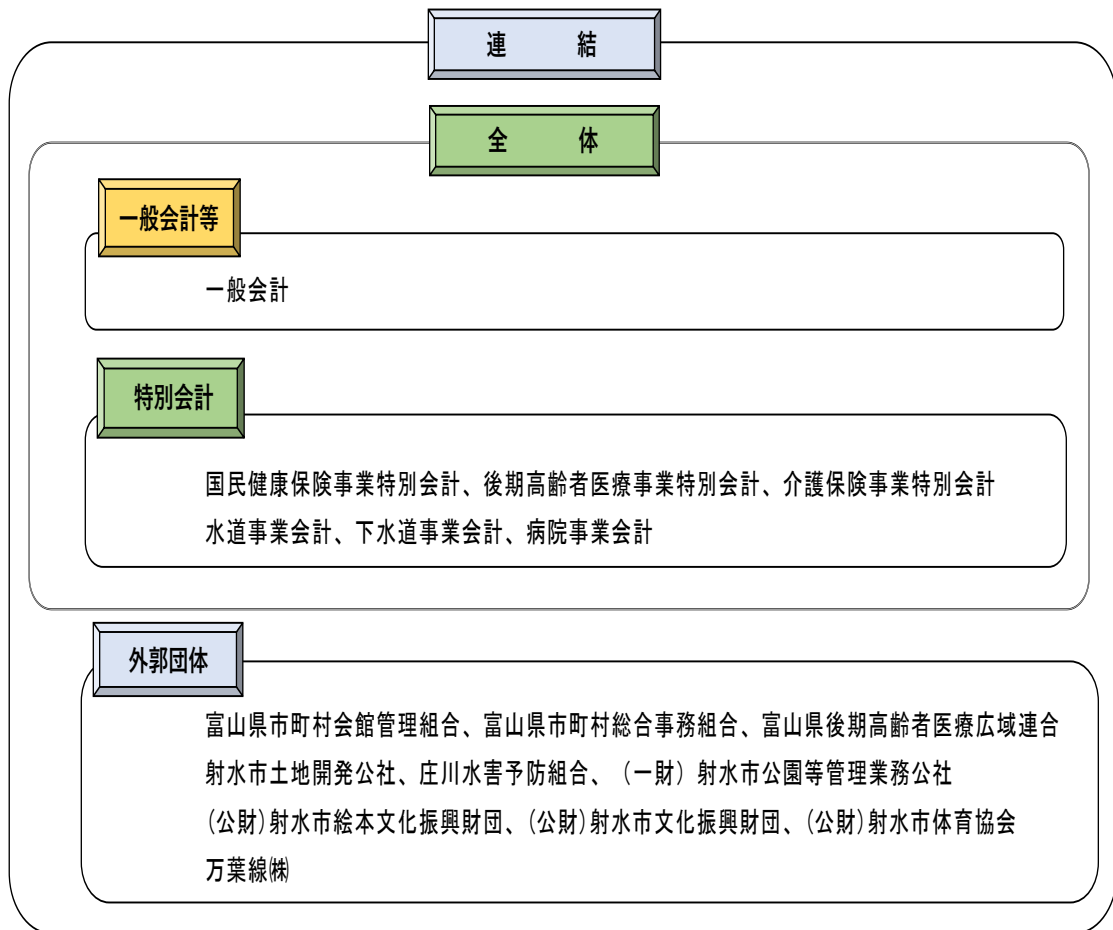 連　　結
全　　体
一般会計等
一般会計
特別会計
国民健康保険事業特別会計、後期高齢者医療事業特別会計、介護保険事業特別会計
水道事業会計、下水道事業会計、病院事業会計
外郭団体
富山県市町村会館管理組合、富山県市町村総合事務組合、富山県後期高齢者医療広域連合
射水市土地開発公社、庄川水害予防組合、（一財）射水市公園等管理業務公社
(公財)射水市絵本文化振興財団、(公財)射水市文化振興財団、(公財)射水市体育協会
万葉線㈱